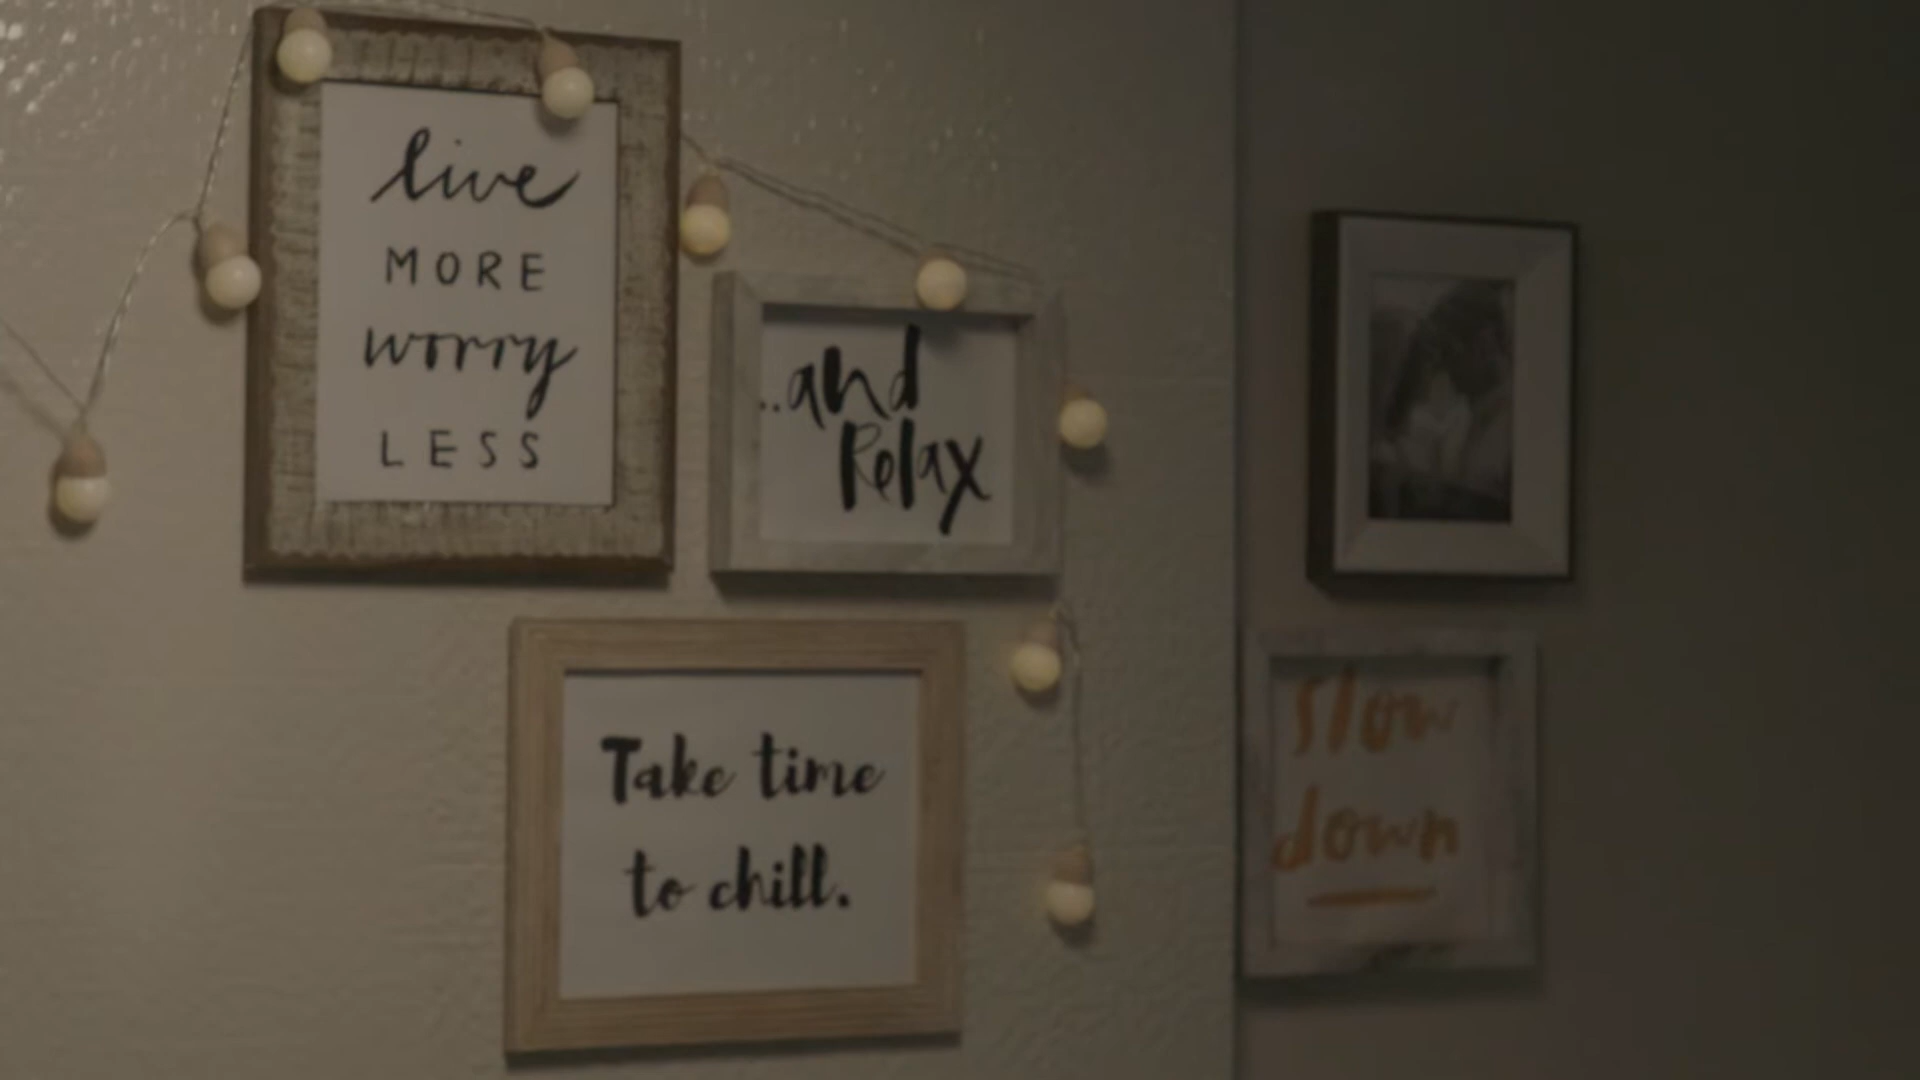 live
MORE
worry
LESS
..and
Relax
Take time
to chill.
slow
down